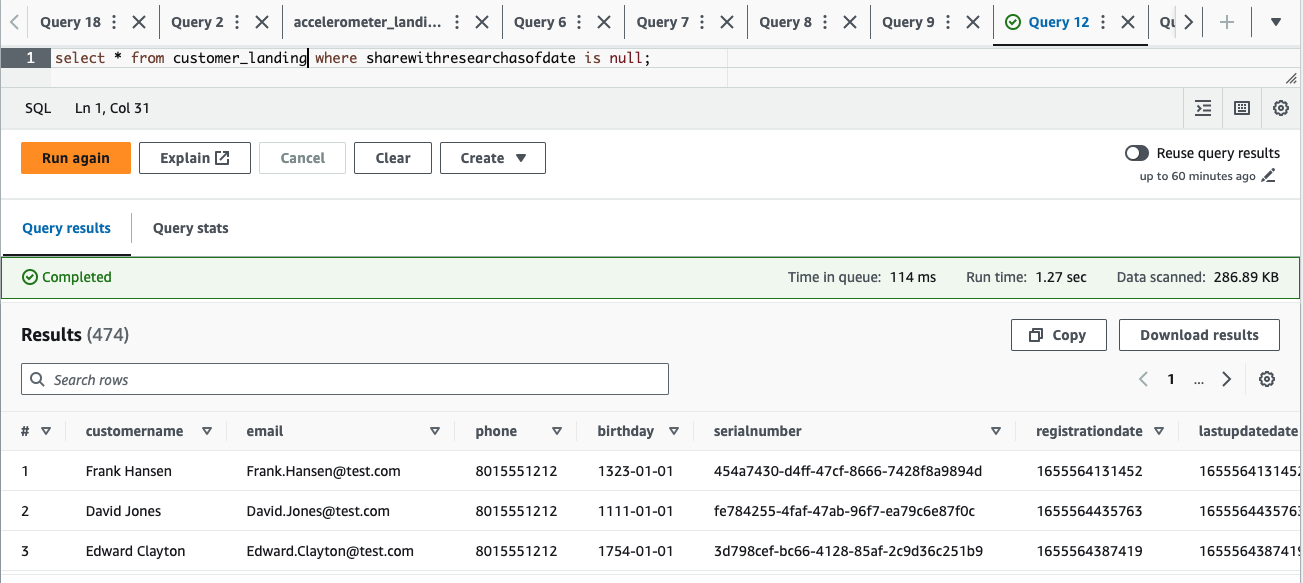 Query 18 Query 2 accelerometer_landi... Query 6 Query 7 Query 8 Query 9 Query 12
1 select * from customer_landing where sharewithresearchasofdate is null;
SQL Ln 1, Col 31
Run again Explain Cancel Clear Create Reuse query results
up to 60 minutes ago
Query results Query stats
Completed Time in queue: 114 ms Run time: 1.27 sec Data scanned: 286.89 KB
Results (474) Copy Download results
Search rows 1 ...
# customername email phone birthday serialnumber registrationdate lastupdatedate
1 Frank Hansen Frank.Hansen@test.com 8015551212 1323-01-01 454a7430-d4ff-47cf-8666-7428f8a9894d 1655564131452 1655564131452
2 David Jones David.Jones@test.com 8015551212 1111-01-01 fe784255-4faf-47ab-96f7-ea79c6e87f0c 1655564435763 1655564435763
3 Edward Clayton Edward.Clayton@test.com 8015551212 1754-01-01 3d798cef-bc66-4128-85af-2c9d36c251b9 1655564387419 1655564387419